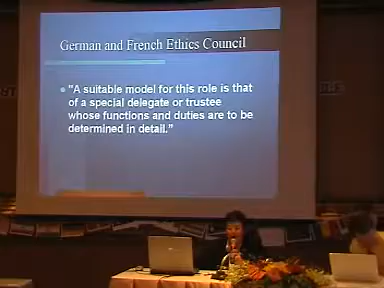 German and French Ethics Council
"A suitable model for this role is that
of a special delegate or trustee
whose functions and duties are to be
determined in detail."